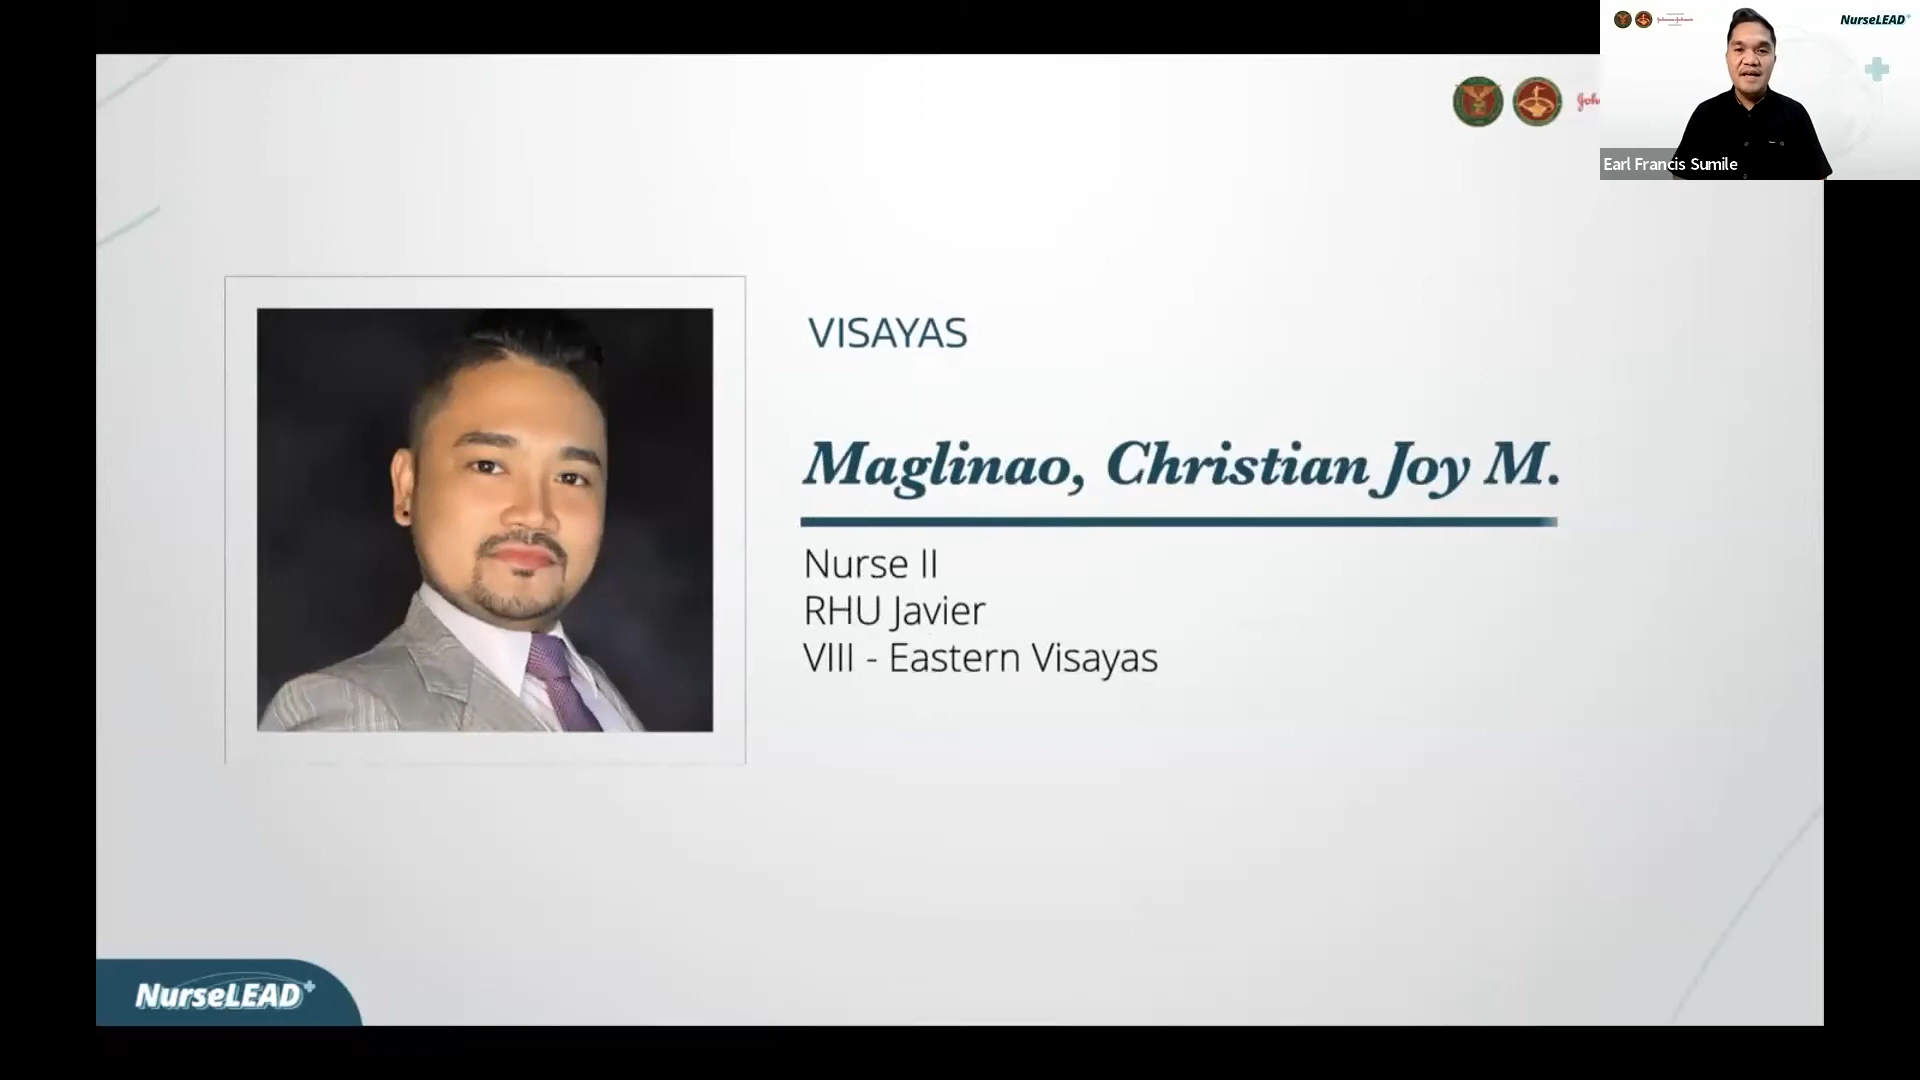 NurseLEAD+
Earl Francis Sumile
VISAYAS
Maglinao, Christian Joy M.
Nurse II
RHU Javier
VIII - Eastern Visayas
NurseLEAD+